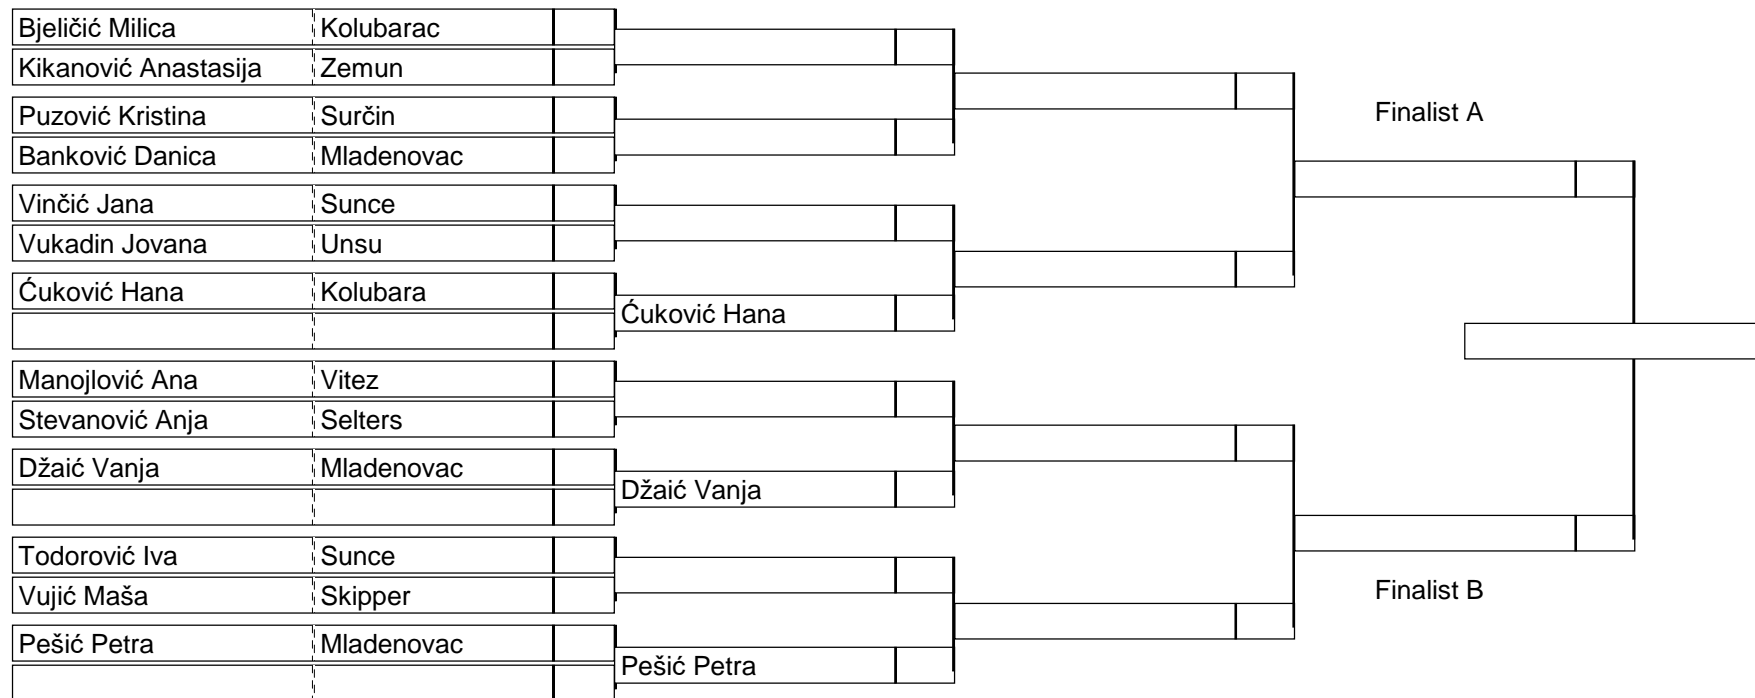 Bjeličić Milica Kolubarac
Kikanović Anastasija Zemun
Puzović Kristina Surčin
Finalist A
Banković Danica Mladenovac
Vinčić Jana Sunce
Vukadin Jovana Unsu
Ćuković Hana Kolubara
Ćuković Hana
Manojlović Ana Vitez
Stevanović Anja Selters
Džaić Vanja Mladenovac
Džaić Vanja
Todorović Iva Sunce
Vujić Maša Skipper
Finalist B
Pešić Petra Mladenovac
Pešić Petra